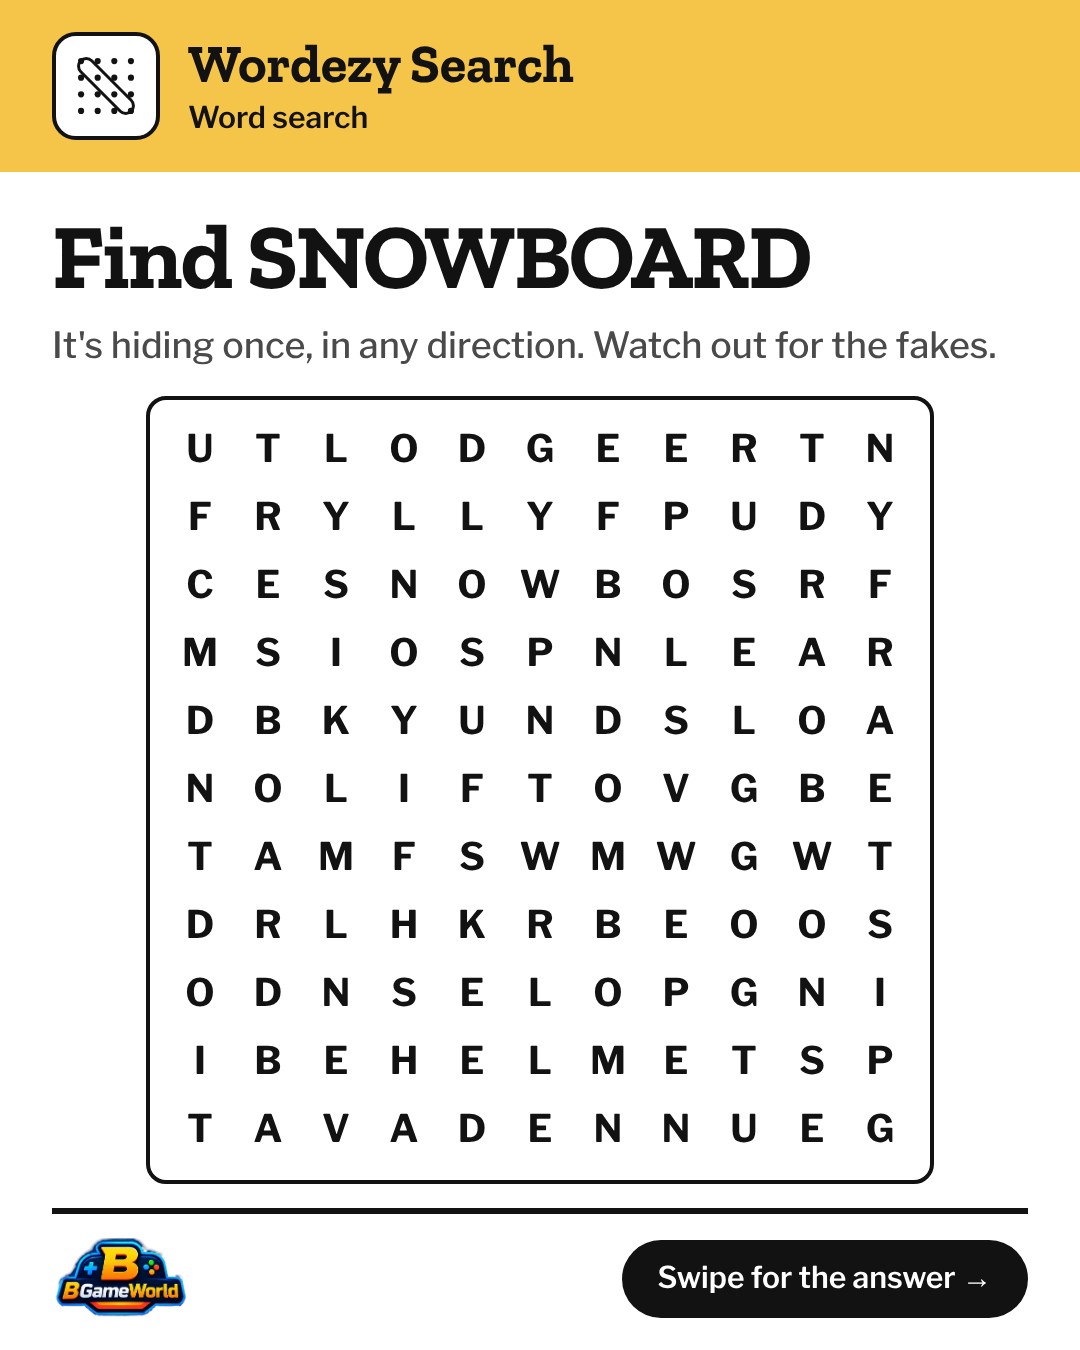 Wordezy Search
Word search
Find SNOWBOARD
It's hiding once, in any direction. Watch out for the fakes.
U T L O D G E E R T N
F R Y L L Y F P U D Y
C E S N O W B O S R F
M S I O S P N L E A R
D B K Y U N D S L O A
N O L I F T O V G B E
T A M F S W M W G W T
D R L H K R B E O O S
O D N S E L O P G N I
I B E H E L M E T S P
T A V A D E N N U E G
B
BGameWorld
Swipe for the answer →